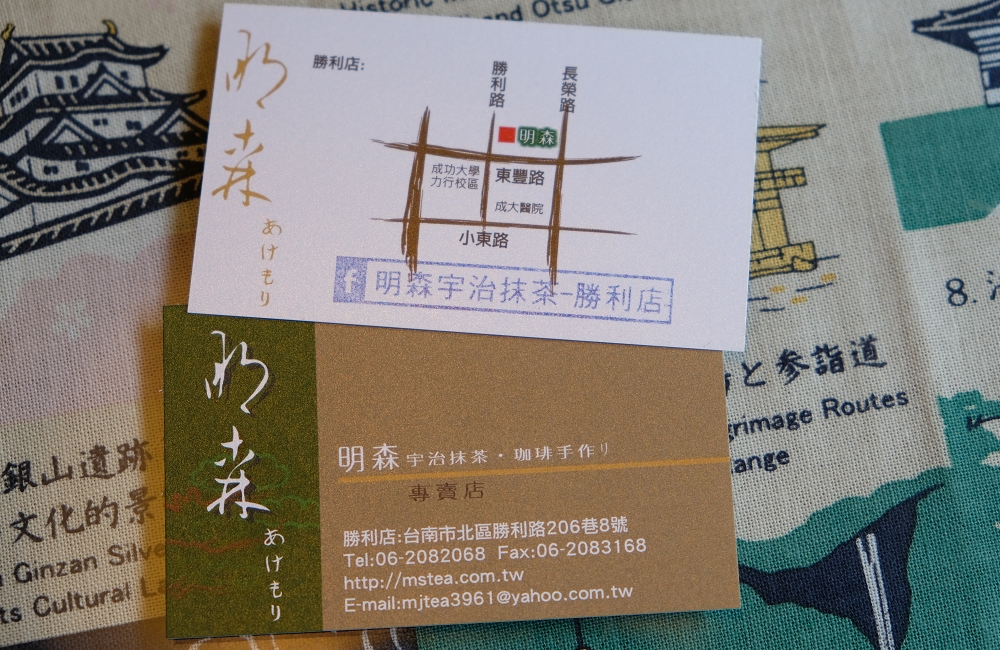 Historic
and Otsu
明森
あけもり
勝利店:
勝利路
長榮路
明森
成功大學
力行校區
東豐路
成大醫院
小東路
f 明森宇治抹茶-勝利店
8.
と参詣道
grimage Routes
ange
銀山遺跡
文化的景
Ginzan Silve
ts Cultural La
明森
あけもり
明森宇治抹茶・珈琲手作り
專賣店
勝利店:台南市北區勝利路206巷8號
Tel:06-2082068 Fax:06-2083168
http://mstea.com.tw
E-mail:mjtea3961@yahoo.com.tw